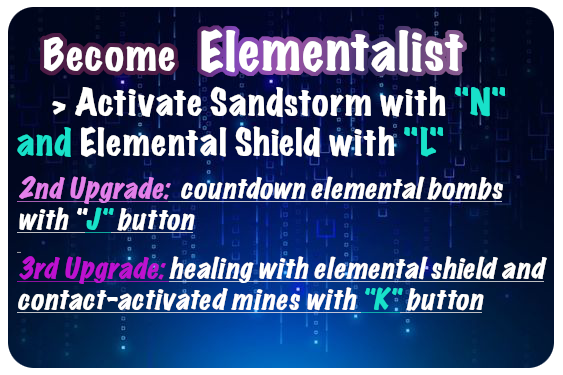 Become Elementalist
> Activate Sandstorm with "N"
and Elemental Shield with "L"
2nd Upgrade: countdown elemental bombs
with "J" button
3rd Upgrade: healing with elemental shield and
contact-activated mines with "K" button